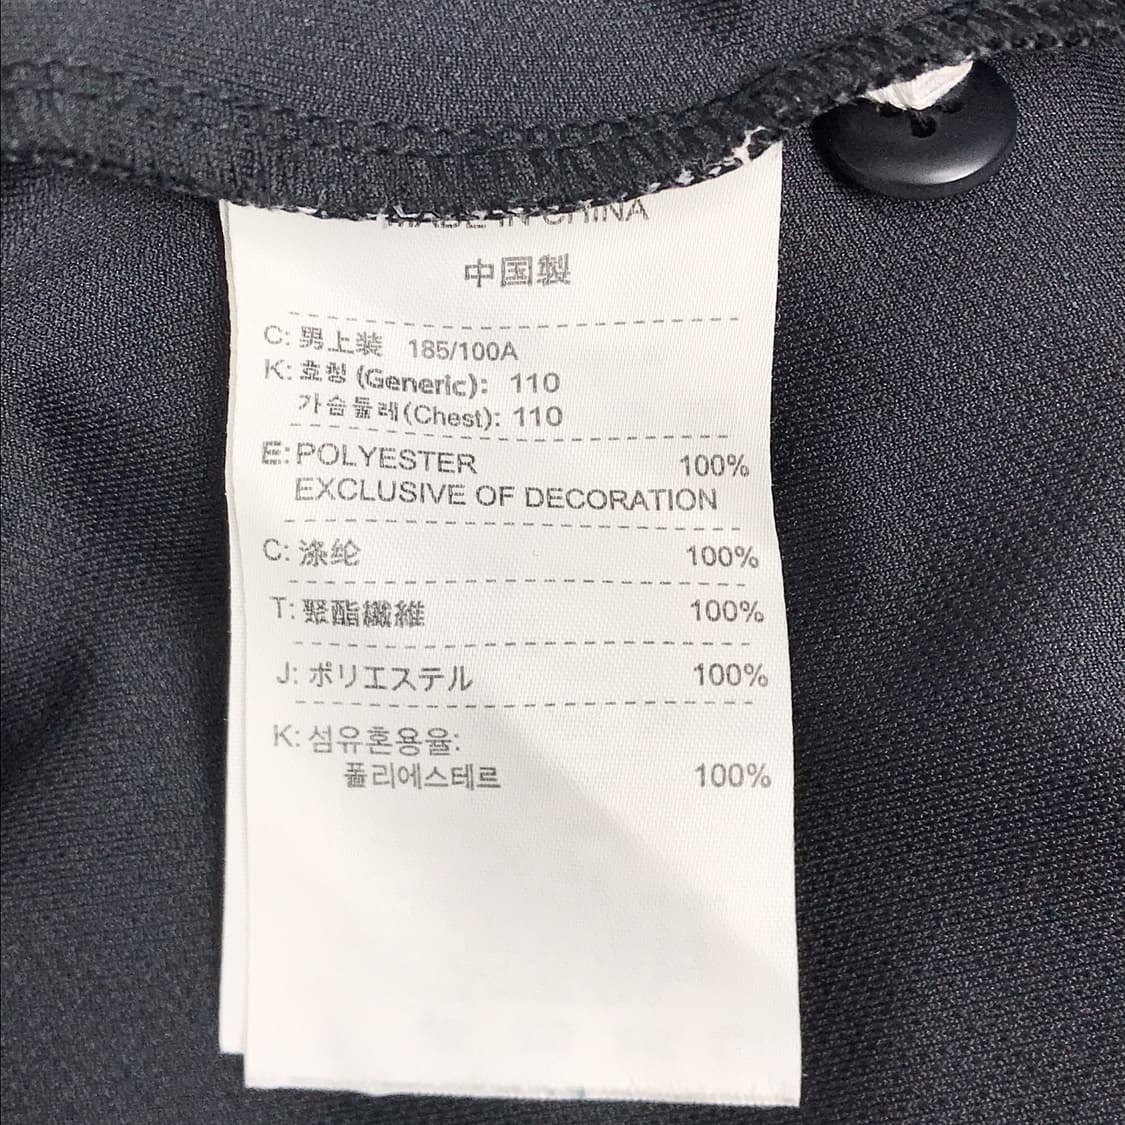 MADE IN CHINA
中国製
C: 男上装 185/100A
K: 호칭 (Generic): 110
가슴둘레(Chest): 110
E: POLYESTER 100%
EXCLUSIVE OF DECORATION
C: 涤纶 100%
T: 聚酯纖維 100%
J: ポリエステル 100%
K: 섬유혼용율:
폴리에스테르 100%